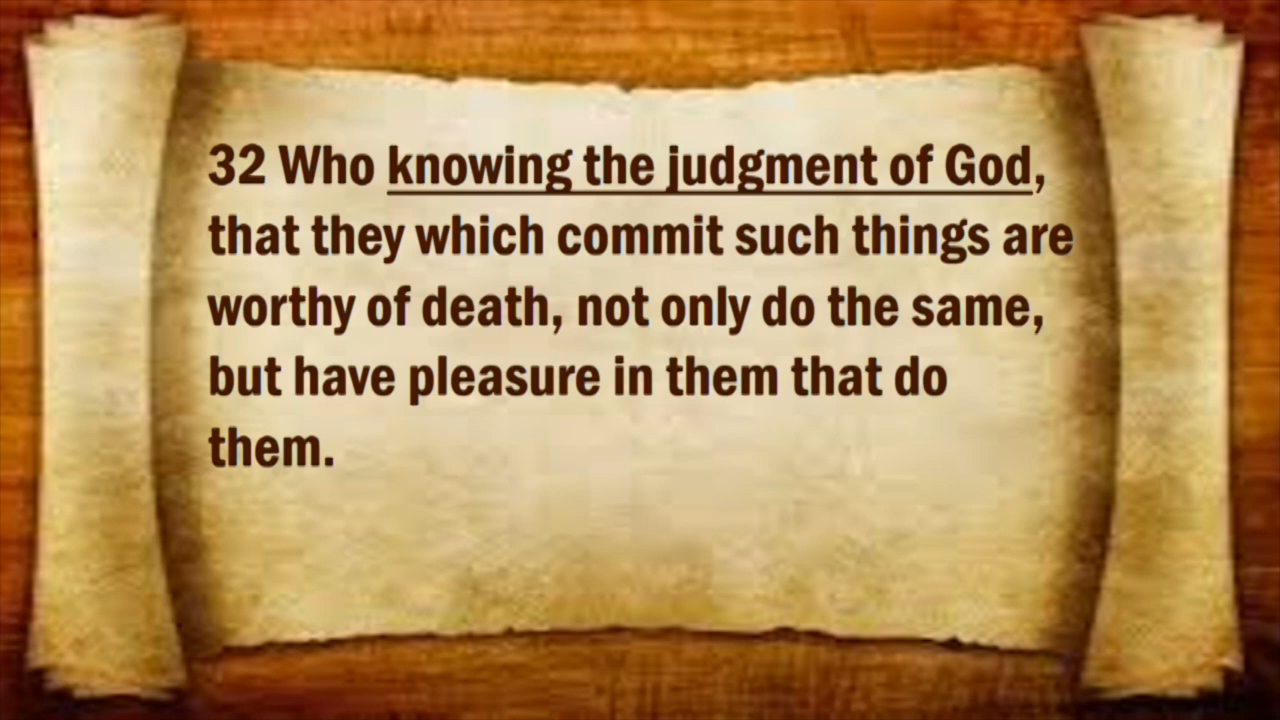 32 Who knowing the judgment of God,
that they which commit such things are
worthy of death, not only do the same,
but have pleasure in them that do
them.